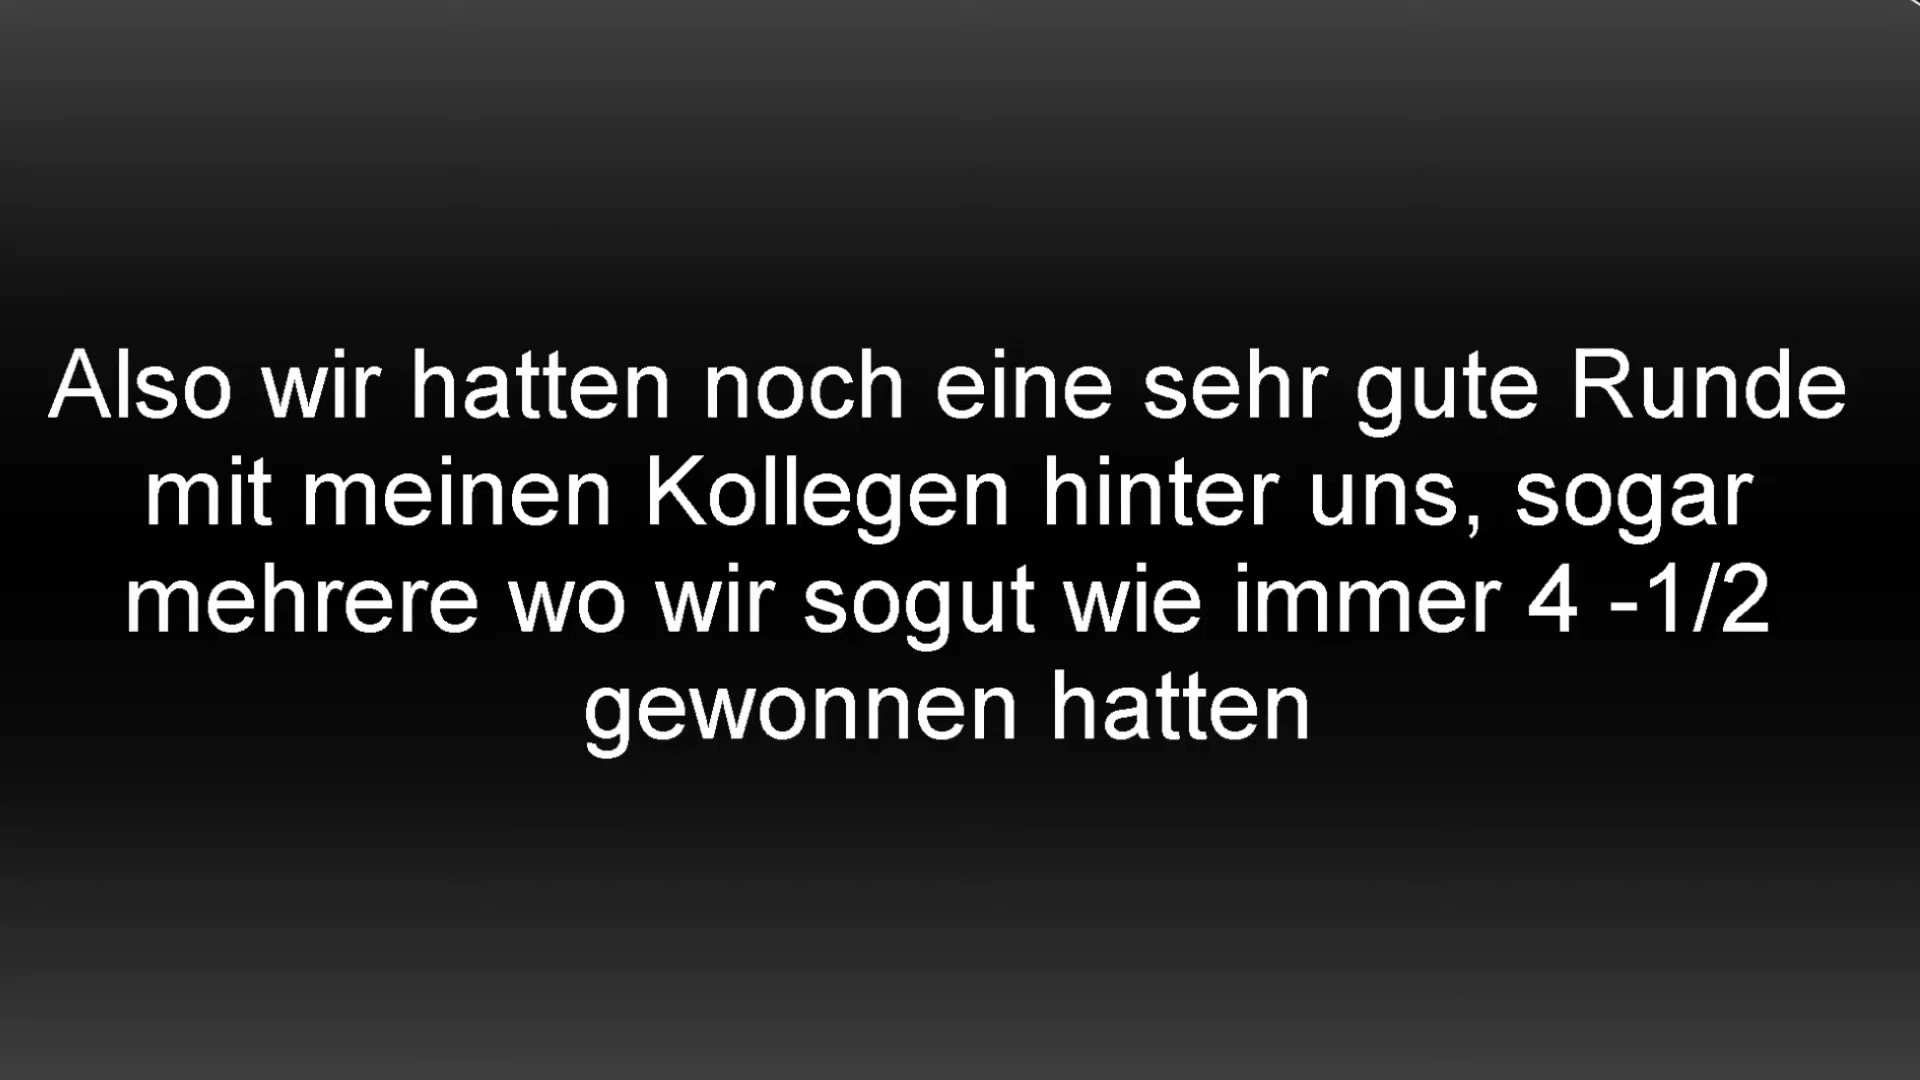 Also wir hatten noch eine sehr gute Runde
mit meinen Kollegen hinter uns, sogar
mehrere wo wir sogut wie immer 4 -1/2
gewonnen hatten